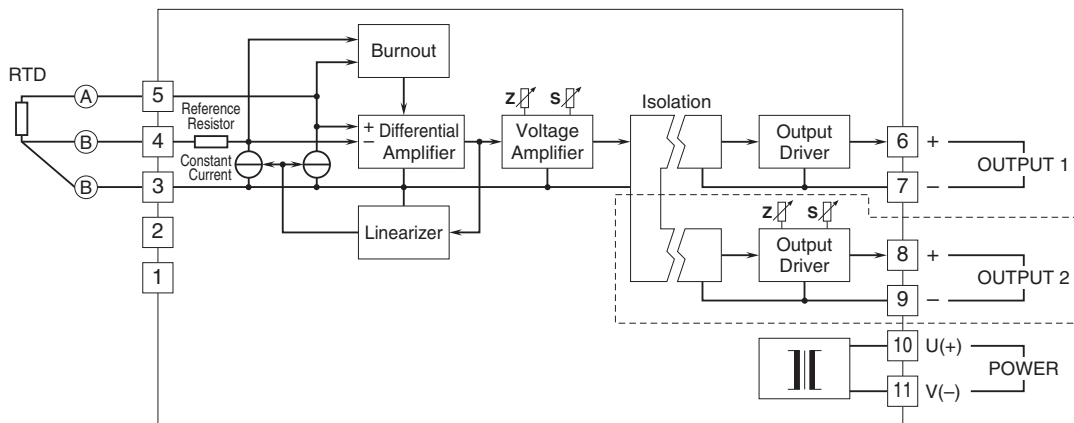 RTD
A
B
B
5
4
3
2
1
Reference
Resistor
Constant
Current
Burnout
+
−
Differential
Amplifier
Linearizer
Z
S
Voltage
Amplifier
Isolation
Output
Driver
6
+
7
−
OUTPUT 1
Z
S
Output
Driver
8
+
9
−
OUTPUT 2
10
U(+)
11
V(−)
POWER